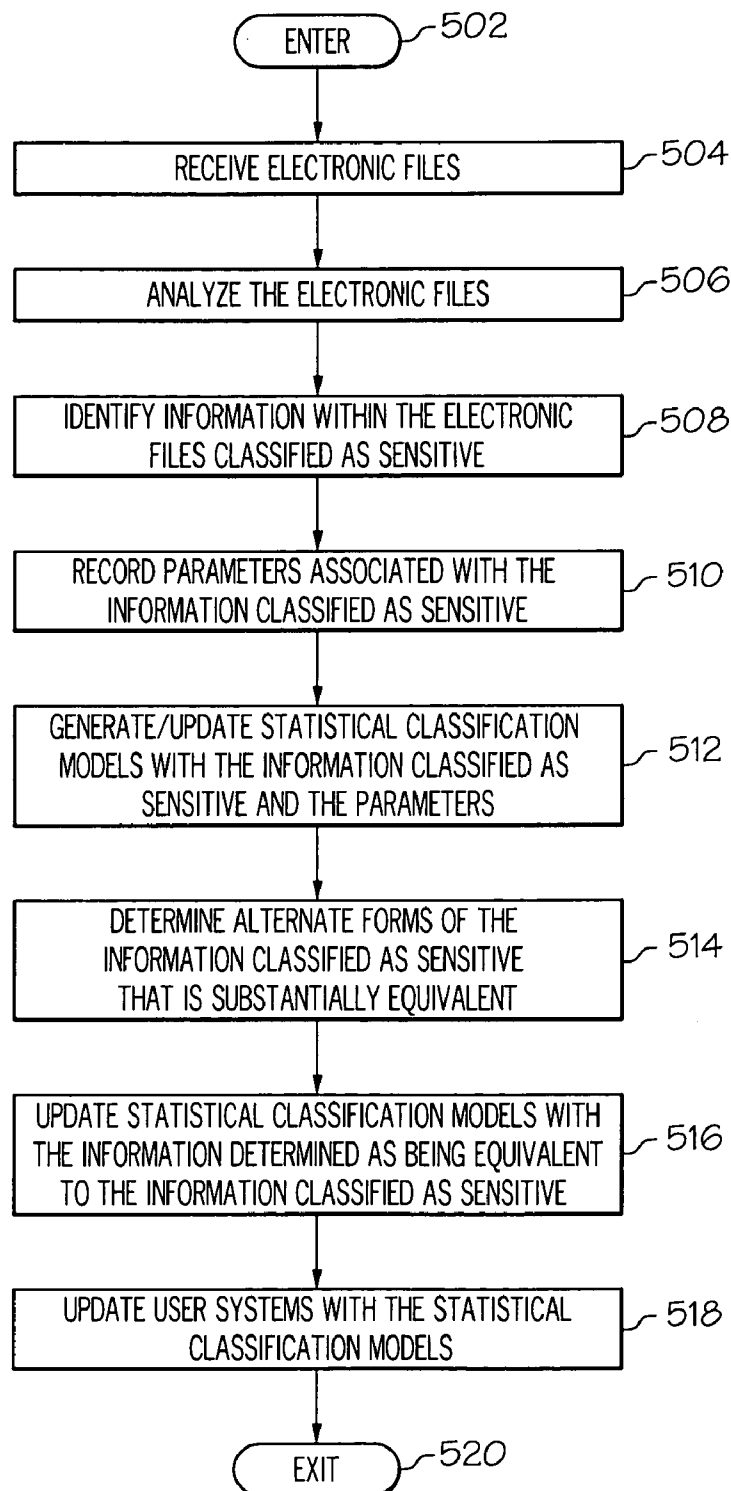 ENTER
502
RECEIVE ELECTRONIC FILES
504
ANALYZE THE ELECTRONIC FILES
506
IDENTIFY INFORMATION WITHIN THE ELECTRONIC
FILES CLASSIFIED AS SENSITIVE
508
RECORD PARAMETERS ASSOCIATED WITH THE
INFORMATION CLASSIFIED AS SENSITIVE
510
GENERATE/UPDATE STATISTICAL CLASSIFICATION
MODELS WITH THE INFORMATION CLASSIFIED AS
SENSITIVE AND THE PARAMETERS
512
DETERMINE ALTERNATE FORMS OF THE
INFORMATION CLASSIFIED AS SENSITIVE
THAT IS SUBSTANTIALLY EQUIVALENT
514
UPDATE STATISTICAL CLASSIFICATION MODELS WITH
THE INFORMATION DETERMINED AS BEING EQUIVALENT
TO THE INFORMATION CLASSIFIED AS SENSITIVE
516
UPDATE USER SYSTEMS WITH THE STATISTICAL
CLASSIFICATION MODELS
518
EXIT
520